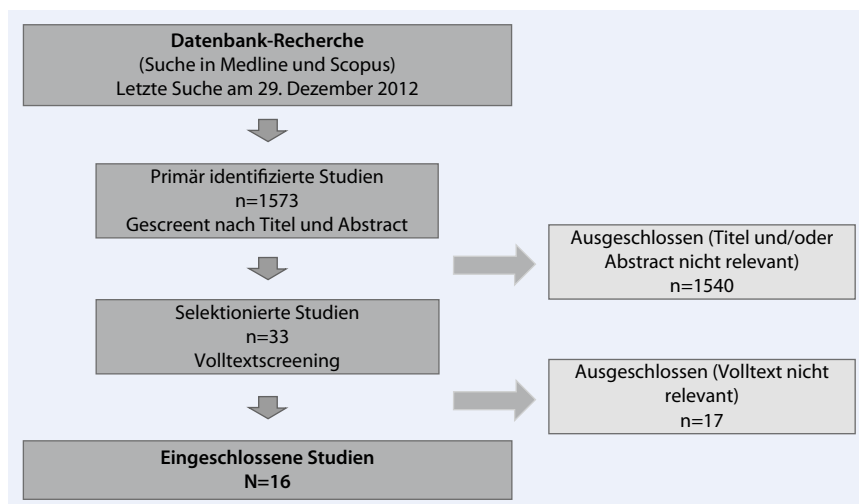 Datenbank-Recherche
(Suche in Medline und Scopus)
Letzte Suche am 29. Dezember 2012
Primär identifizierte Studien
n=1573
Gescreent nach Titel und Abstract
Ausgeschlossen (Titel und/oder
Abstract nicht relevant)
n=1540
Selektionierte Studien
n=33
Volltextscreening
Ausgeschlossen (Volltext nicht
relevant)
n=17
Eingeschlossene Studien
N=16